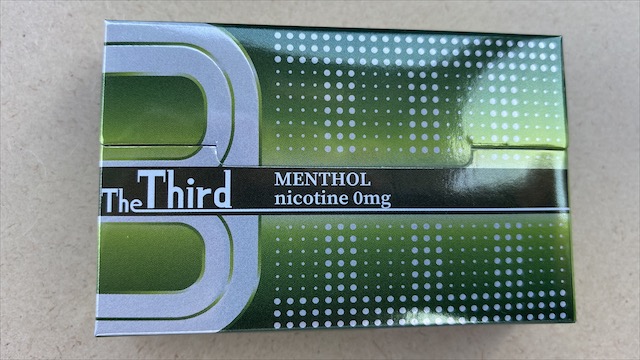 The Third
MENTHOL
nicotine 0mg